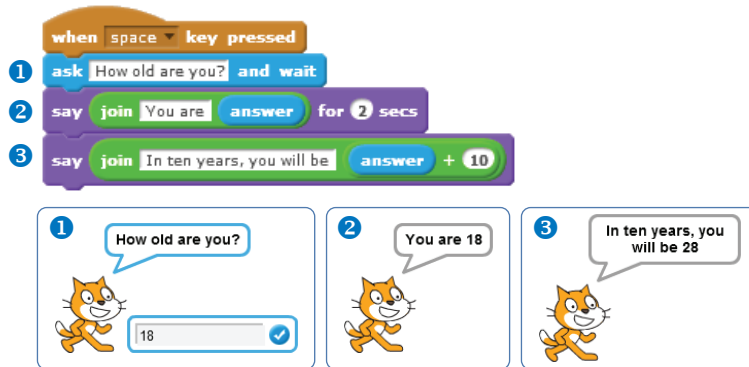 when space key pressed
1 ask How old are you? and wait
2 say join You are answer for 2 secs
3 say join In ten years, you will be answer + 10
1
How old are you?
18
2
You are 18
3
In ten years, you
will be 28